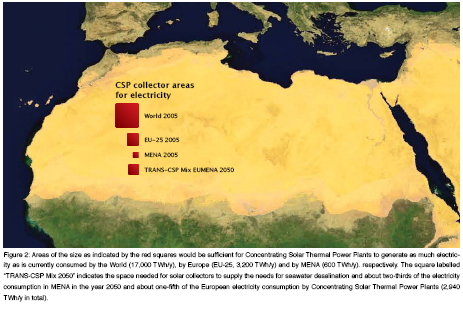 CSP collector areas
for electricity
World 2005
EU-25 2005
MENA 2005
TRANS-CSP Mix EUMENA 2050
Figure 2: Areas of the size as indicated by the red squares would be sufficient for Concentrating Solar Thermal Power Plants to generate as much electric-
ity as is currently consumed by the World (17,000 TWh/y), by Europe (EU-25, 3,200 TWh/y) and by MENA (600 TWh/y). respectively. The square labelled
“TRANS-CSP Mix 2050” indicates the space needed for solar collectors to supply the needs for seawater desalination and about two-thirds of the electricity
consumption in MENA in the year 2050 and about one-fifth of the European electricity consumption by Concentrating Solar Thermal Power Plants (2,940
TWh/y in total).